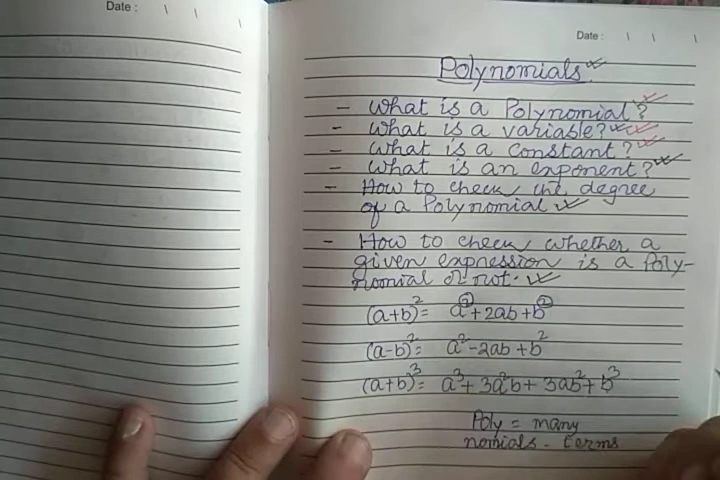 Date :
Date :
Polynomials
- What is a Polynomial?
- What is a variable?
- What is a constant?
- What is an exponent?
- How to check the degree
of a Polynomial
- How to check whether a
given expression is a Poly-
nomial or not.
(a+b)² = a²+2ab+b²
(a-b)² = a²-2ab+b²
(a+b)³ = a³+3a²b+3ab²+b³
Poly = many
nomials - terms